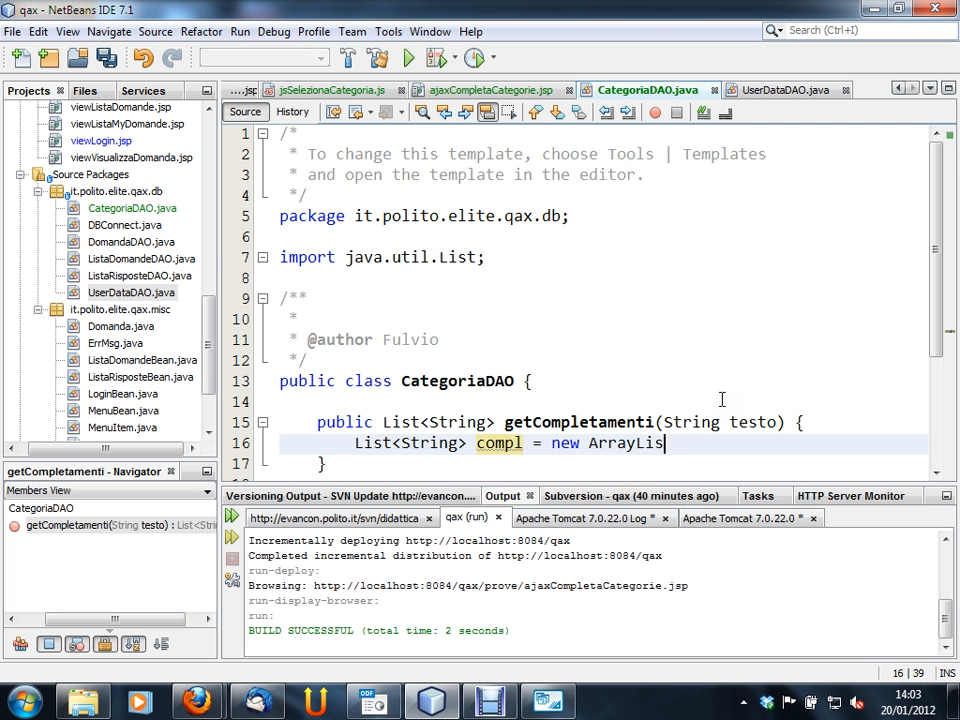 qax - NetBeans IDE 7.1
File Edit View Navigate Source Refactor Run Debug Profile Team Tools Window Help
Search (Ctrl+I)
Projects Files Services
....jsp jsSelezionaCategoria.js ajaxCompletaCategorie.jsp CategoriaDAO.java UserDataDAO.java
Source History
viewListaDomande.jsp
viewListaMyDomande.jsp
viewLogin.jsp
viewVisualizzaDomanda.jsp
Source Packages
it.polito.elite.qax.db
CategoriaDAO.java
DBConnect.java
DomandaDAO.java
ListaDomandeDAO.java
ListaRisposteDAO.java
UserDataDAO.java
it.polito.elite.qax.misc
Domanda.java
ErrMsg.java
ListaDomandeBean.java
ListaRisposteBean.java
LoginBean.java
MenuBean.java
MenuItem.java
1 /*
2 * To change this template, choose Tools | Templates
3 * and open the template in the editor.
4 */
5 package it.polito.elite.qax.db;
6
7 import java.util.List;
8
9 /**
10 *
11 * @author Fulvio
12 */
13 public class CategoriaDAO {
14
15 public List<String> getCompletamenti(String testo) {
16 List<String> compl = new ArrayLis
17 }
getCompletamenti - Navigator
Members View
CategoriaDAO
getCompletamenti(String testo) : List<Stri
Versioning Output - SVN Update http://evancon.... Output Subversion - qax (40 minutes ago) Tasks HTTP Server Monitor
http://evancon.polito.it/svn/didattica qax (run) Apache Tomcat 7.0.22.0 Log * Apache Tomcat 7.0.22.0 *
Incrementally deploying http://localhost:8084/qax
Completed incremental distribution of http://localhost:8084/qax
run-deploy:
Browsing: http://localhost:8084/qax/prove/ajaxCompletaCategorie.jsp
run-display-browser:
run:
BUILD SUCCESSFUL (total time: 2 seconds)
16 | 39 INS
ODF
14:03
20/01/2012